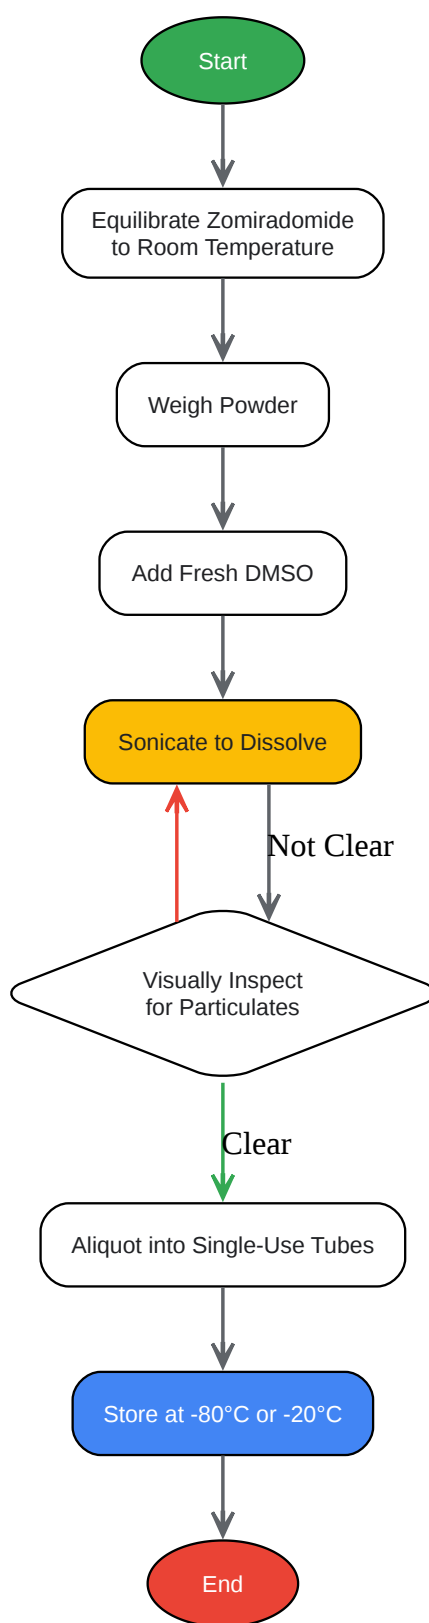 Start
Equilibrate Zomiradomide
to Room Temperature
Weigh Powder
Add Fresh DMSO
Sonicate to Dissolve
Not Clear
Visually Inspect
for Particulates
Clear
Aliquot into Single-Use Tubes
Store at -80°C or -20°C
End